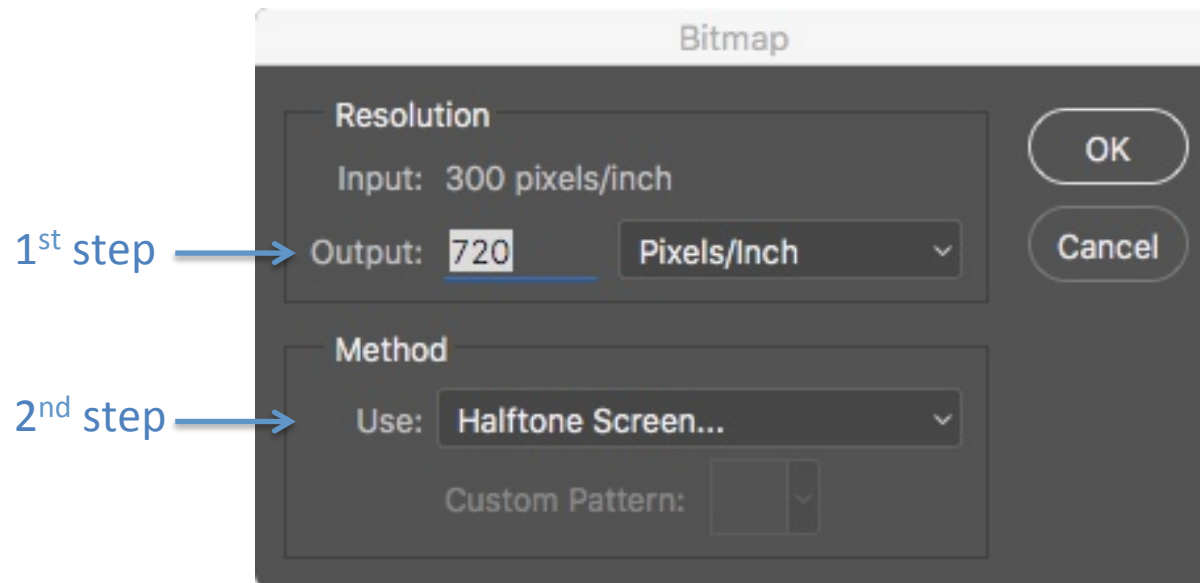 Bitmap
Resolution
OK
Input: 300 pixels/inch
1st step
Output: 720 Pixels/Inch
Cancel
Method
2nd step
Use: Halftone Screen...
Custom Pattern: